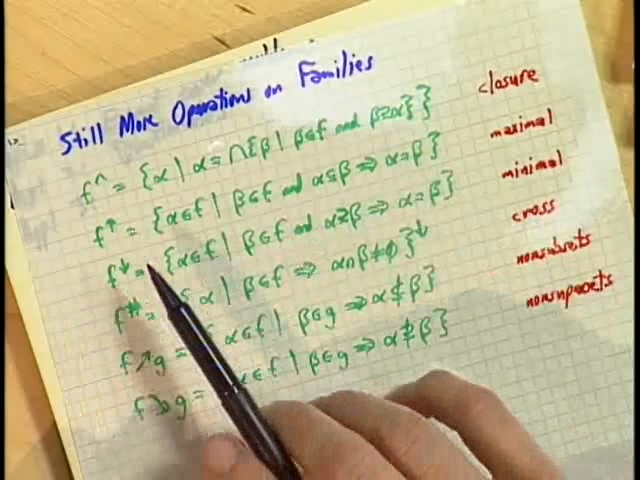 Still More Operations on Families
f^∩ = {α | α = ∩{β | β∈f and β⊇α}} closure
f^↑ = {α∈f | β∈f and α⊆β ⇒ α=β} maximal
f^↓ = {α∈f | β∈f and α⊇β ⇒ α=β} minimal
f^# = { α | β∈f ⇒ α∩β≠∅}^↓ cross
f↗g = { α∈f | β∈g ⇒ α⊈β} nonsubsets
f↘g = α∈f | β∈g ⇒ α⊉β} nonsupersets